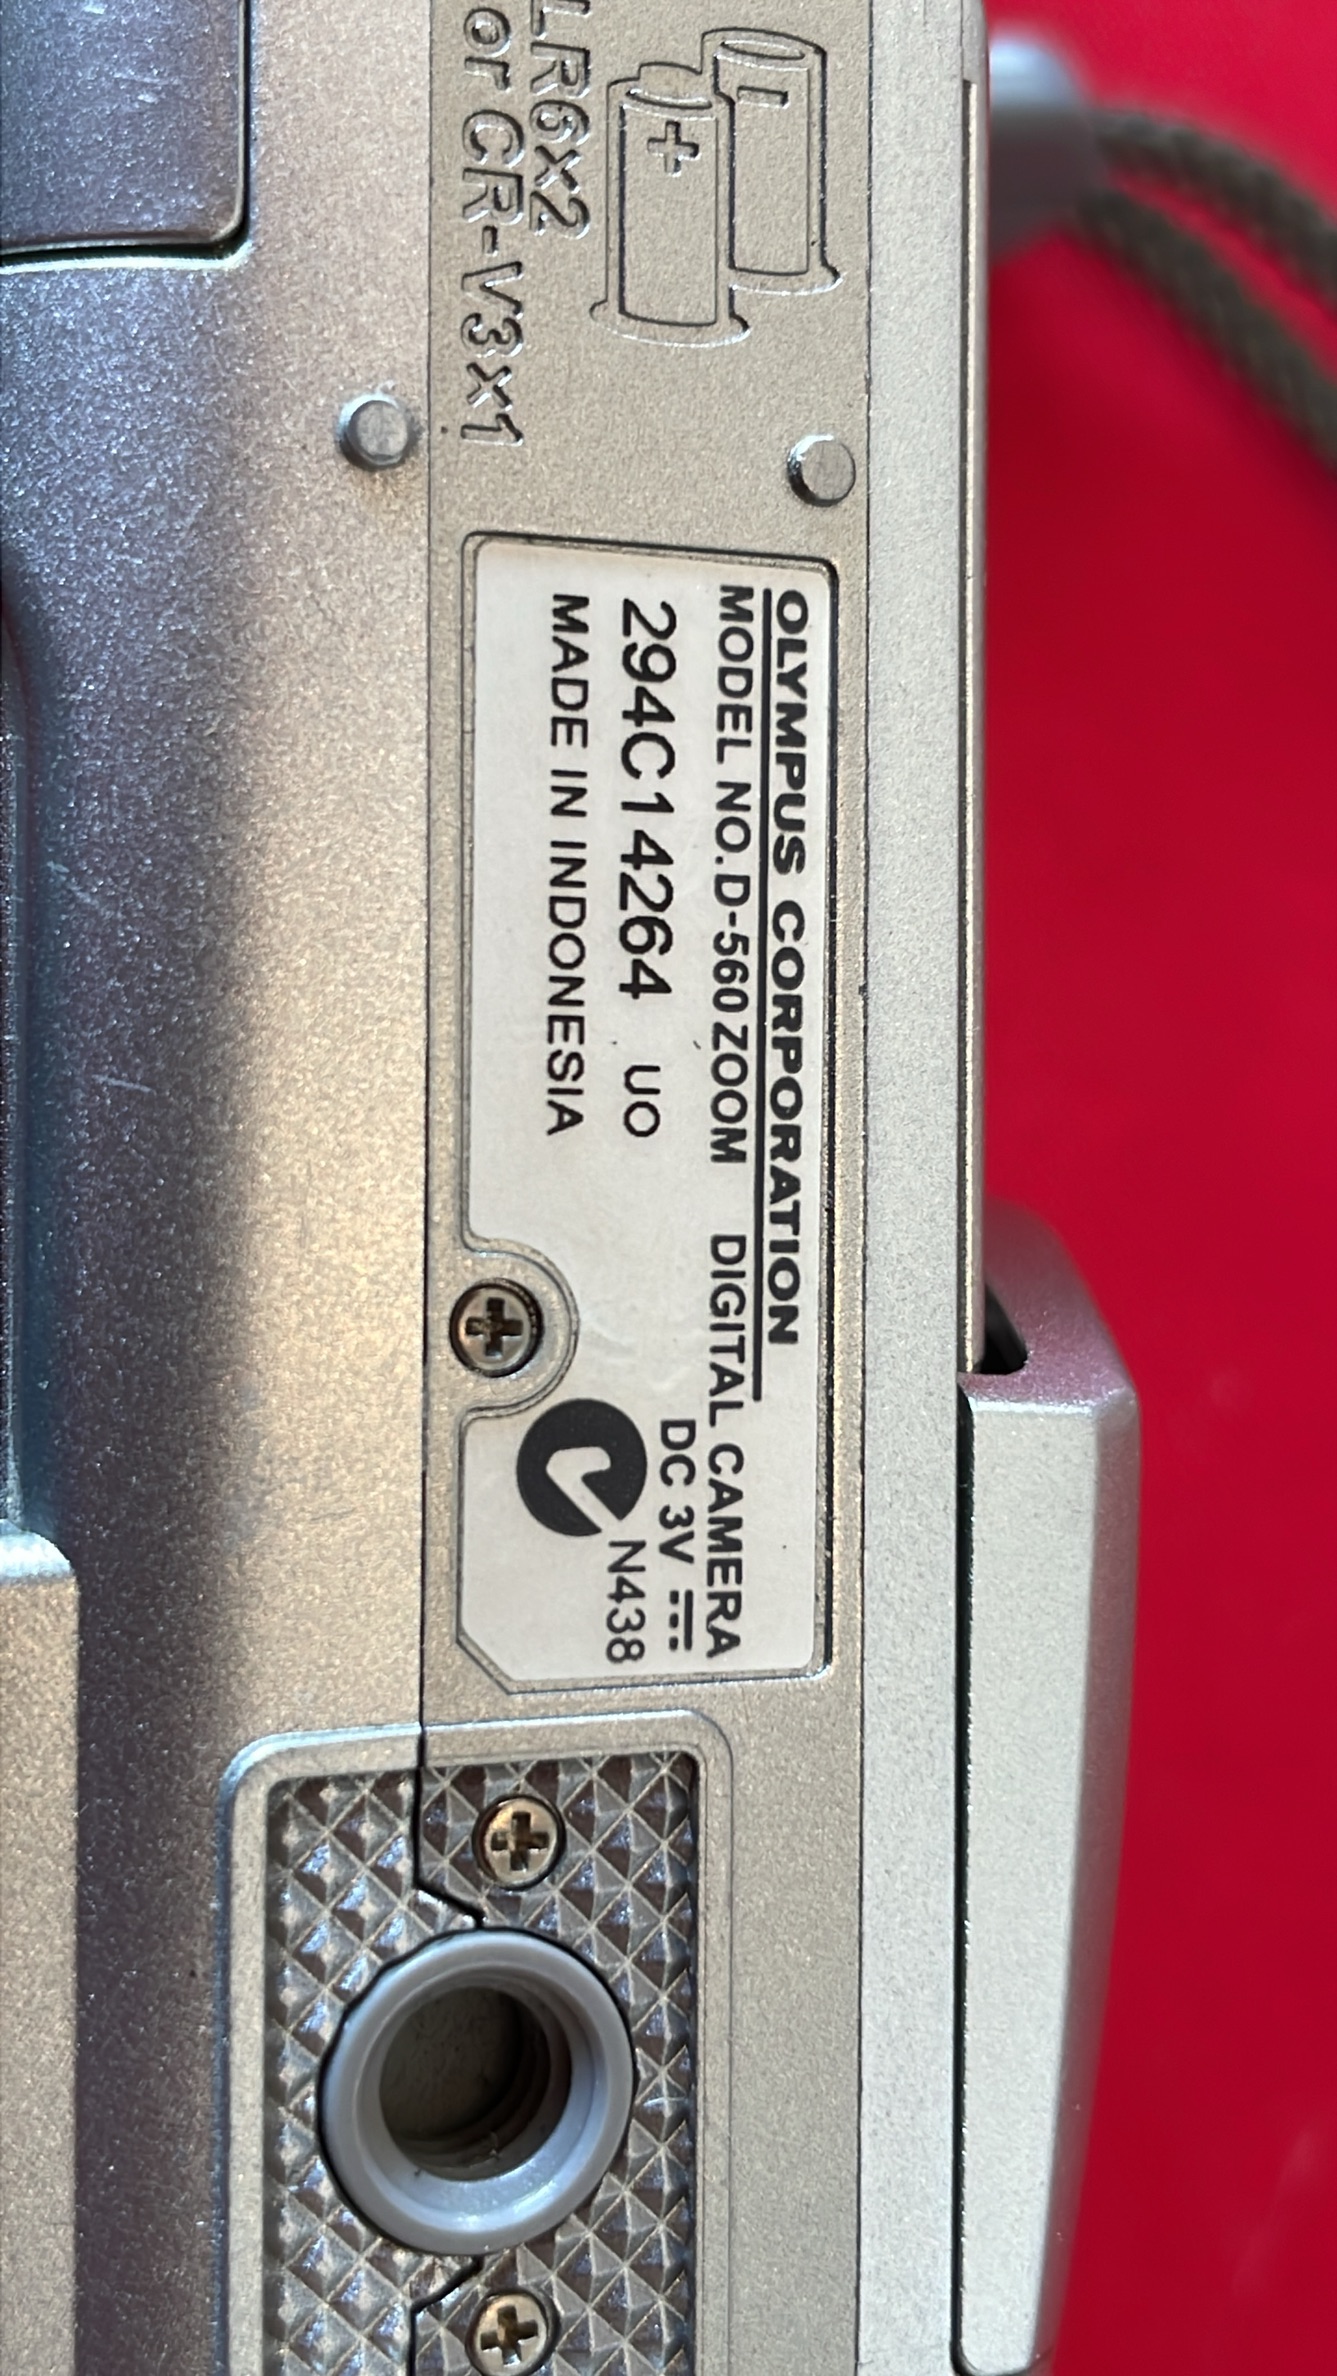 LR6x2
or CR-V3x1
OLYMPUS CORPORATION
MODEL NO.D-560 ZOOM DIGITAL CAMERA
DC 3V
294C14264 UO
N438
MADE IN INDONESIA